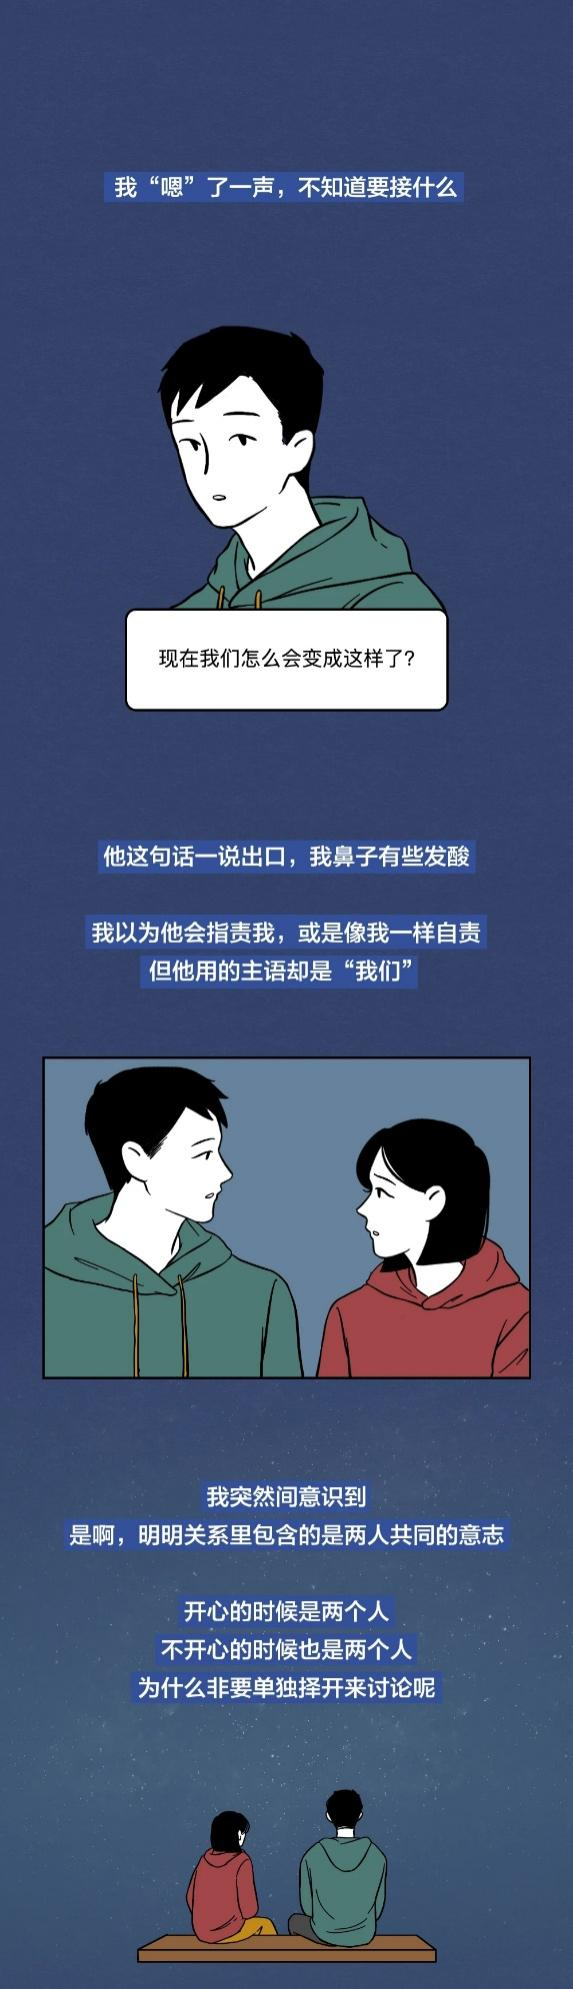 我“嗯”了一声，不知道要接什么
现在我们怎么会变成这样了？
他这句话一说出口，我鼻子有些发酸
我以为他会指责我，或是像我一样自责
但他用的主语却是“我们”
我突然间意识到
是啊，明明关系里包含的是两人共同的意志
开心的时候是两个人
不开心的时候也是两个人
为什么非要单独择开来讨论呢